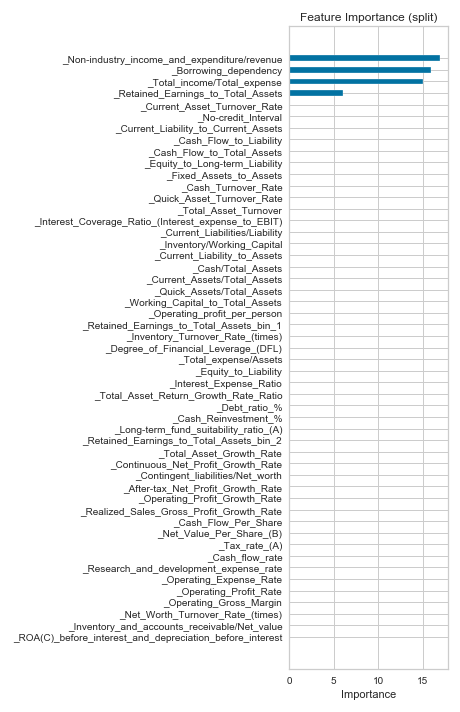 Feature Importance (split)
_Non-industry_income_and_expenditure/revenue
_Borrowing_dependency
_Total_income/Total_expense
_Retained_Earnings_to_Total_Assets
_Current_Asset_Turnover_Rate
_No-credit_Interval
_Current_Liability_to_Current_Assets
_Cash_Flow_to_Liability
_Cash_Flow_to_Total_Assets
_Equity_to_Long-term_Liability
_Fixed_Assets_to_Assets
_Cash_Turnover_Rate
_Quick_Asset_Turnover_Rate
_Total_Asset_Turnover
_Interest_Coverage_Ratio_(Interest_expense_to_EBIT)
_Current_Liabilities/Liability
_Inventory/Working_Capital
_Current_Liability_to_Assets
_Cash/Total_Assets
_Current_Assets/Total_Assets
_Quick_Assets/Total_Assets
_Working_Capital_to_Total_Assets
_Operating_profit_per_person
_Retained_Earnings_to_Total_Assets_bin_1
_Inventory_Turnover_Rate_(times)
_Degree_of_Financial_Leverage_(DFL)
_Total_expense/Assets
_Equity_to_Liability
_Interest_Expense_Ratio
_Total_Asset_Return_Growth_Rate_Ratio
_Debt_ratio_%
_Cash_Reinvestment_%
_Long-term_fund_suitability_ratio_(A)
_Retained_Earnings_to_Total_Assets_bin_2
_Total_Asset_Growth_Rate
_Continuous_Net_Profit_Growth_Rate
_Contingent_liabilities/Net_worth
_After-tax_Net_Profit_Growth_Rate
_Operating_Profit_Growth_Rate
_Realized_Sales_Gross_Profit_Growth_Rate
_Cash_Flow_Per_Share
_Net_Value_Per_Share_(B)
_Tax_rate_(A)
_Cash_flow_rate
_Research_and_development_expense_rate
_Operating_Expense_Rate
_Operating_Profit_Rate
_Operating_Gross_Margin
_Net_Worth_Turnover_Rate_(times)
_Inventory_and_accounts_receivable/Net_value
_ROA(C)_before_interest_and_depreciation_before_interest
0 5 10 15
Importance